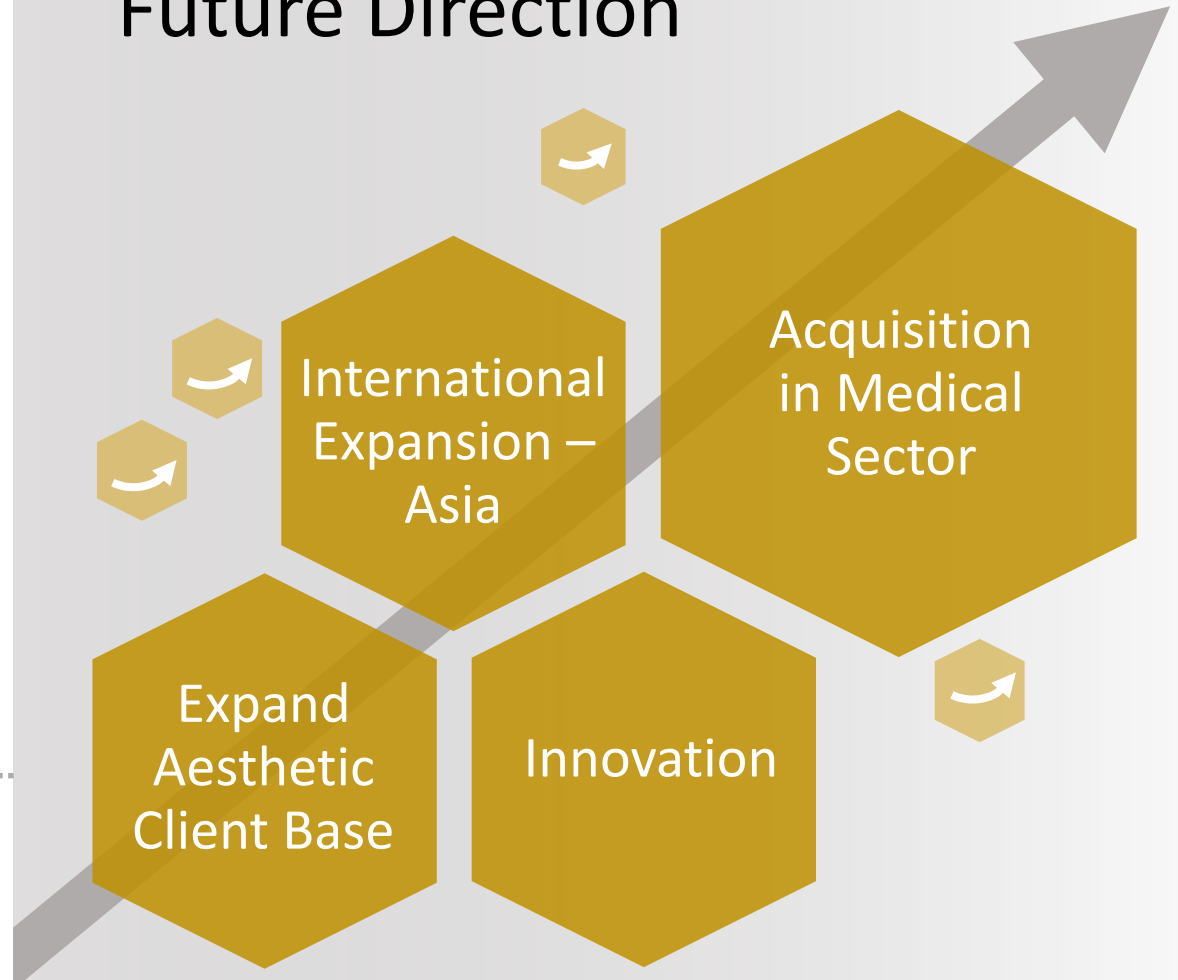 Future Direction
International
Expansion –
Asia
Acquisition
in Medical
Sector
Expand
Aesthetic
Client Base
Innovation